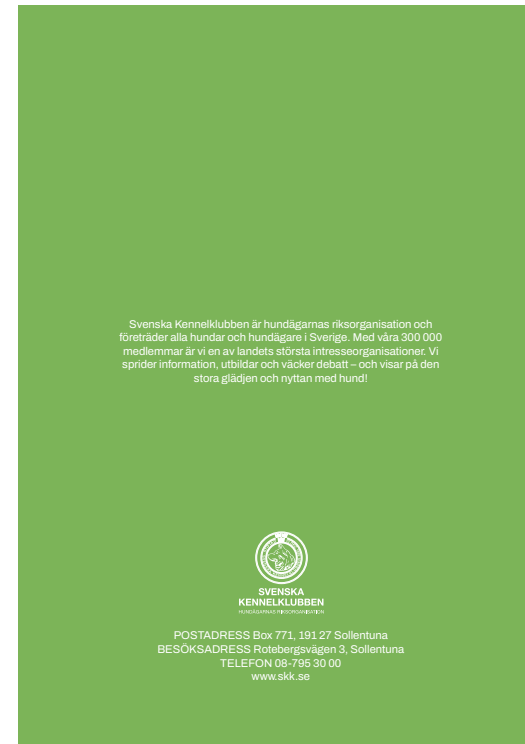 Svenska Kennelklubben är hundägarnas riksorganisation och
företräder alla hundar och hundägare i Sverige. Med våra 300 000
medlemmar är vi en av landets största intresseorganisationer. Vi
sprider information, utbildar och väcker debatt – och visar på den
stora glädjen och nyttan med hund!
SVENSKA
KENNELKLUBBEN
HUNDÄGARNAS RIKSORGANISATION
POSTADRESS Box 771, 191 27 Sollentuna
BESÖKSADRESS Rotebergsvägen 3, Sollentuna
TELEFON 08-795 30 00
www.skk.se